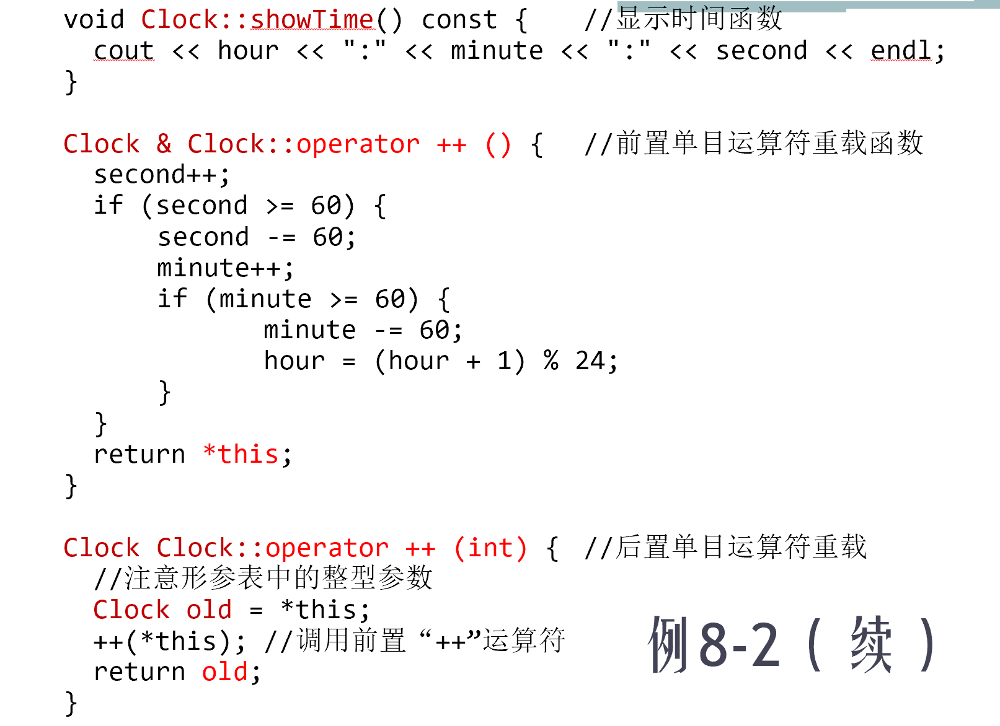 void Clock::showTime() const { //显示时间函数
cout << hour << ":" << minute << ":" << second << endl;
}
Clock & Clock::operator ++ () { //前置单目运算符重载函数
second++;
if (second >= 60) {
second -= 60;
minute++;
if (minute >= 60) {
minute -= 60;
hour = (hour + 1) % 24;
}
}
return *this;
}
Clock Clock::operator ++ (int) { //后置单目运算符重载
//注意形参表中的整型参数
Clock old = *this;
++(*this); //调用前置“++”运算符
return old;
}
例8-2(续)